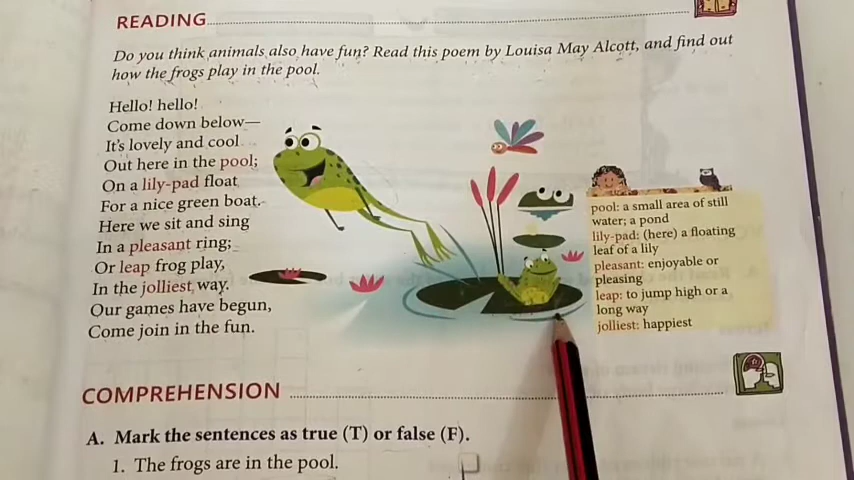 READING
Do you think animals also have fun? Read this poem by Louisa May Alcott, and find out
how the frogs play in the pool.
Hello! hello!
Come down below—
It's lovely and cool
Out here in the pool;
On a lily-pad float
For a nice green boat.
Here we sit and sing
In a pleasant ring;
Or leap frog play,
In the jolliest way.
Our games have begun,
Come join in the fun.
pool: a small area of still
water; a pond
lily-pad: (here) a floating
leaf of a lily
pleasant: enjoyable or
pleasing
leap: to jump high or a
long way
jolliest: happiest
COMPREHENSION
A. Mark the sentences as true (T) or false (F).
1. The frogs are in the pool.